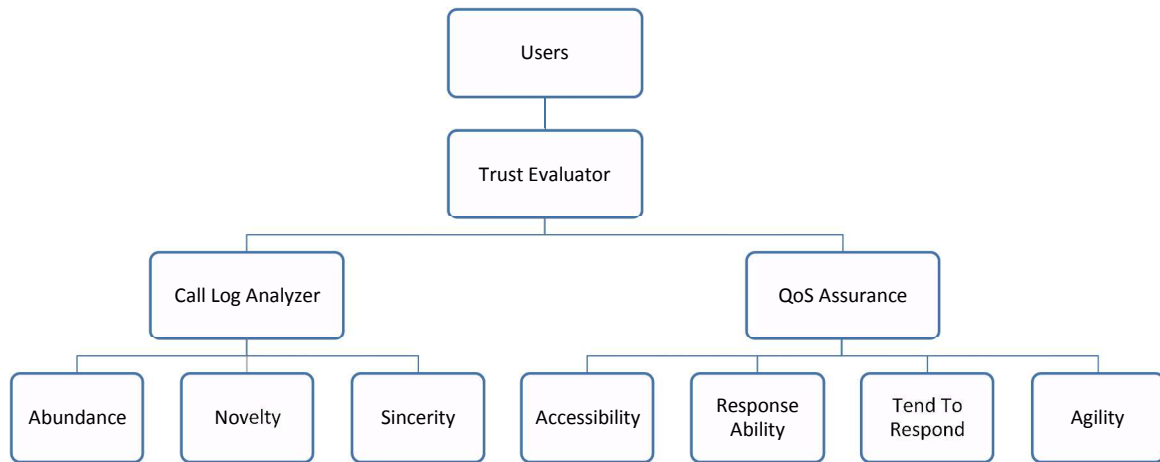 Users
Trust Evaluator
Call Log Analyzer
QoS Assurance
Abundance
Novelty
Sincerity
Accessibility
Response
Ability
Tend To
Respond
Agility